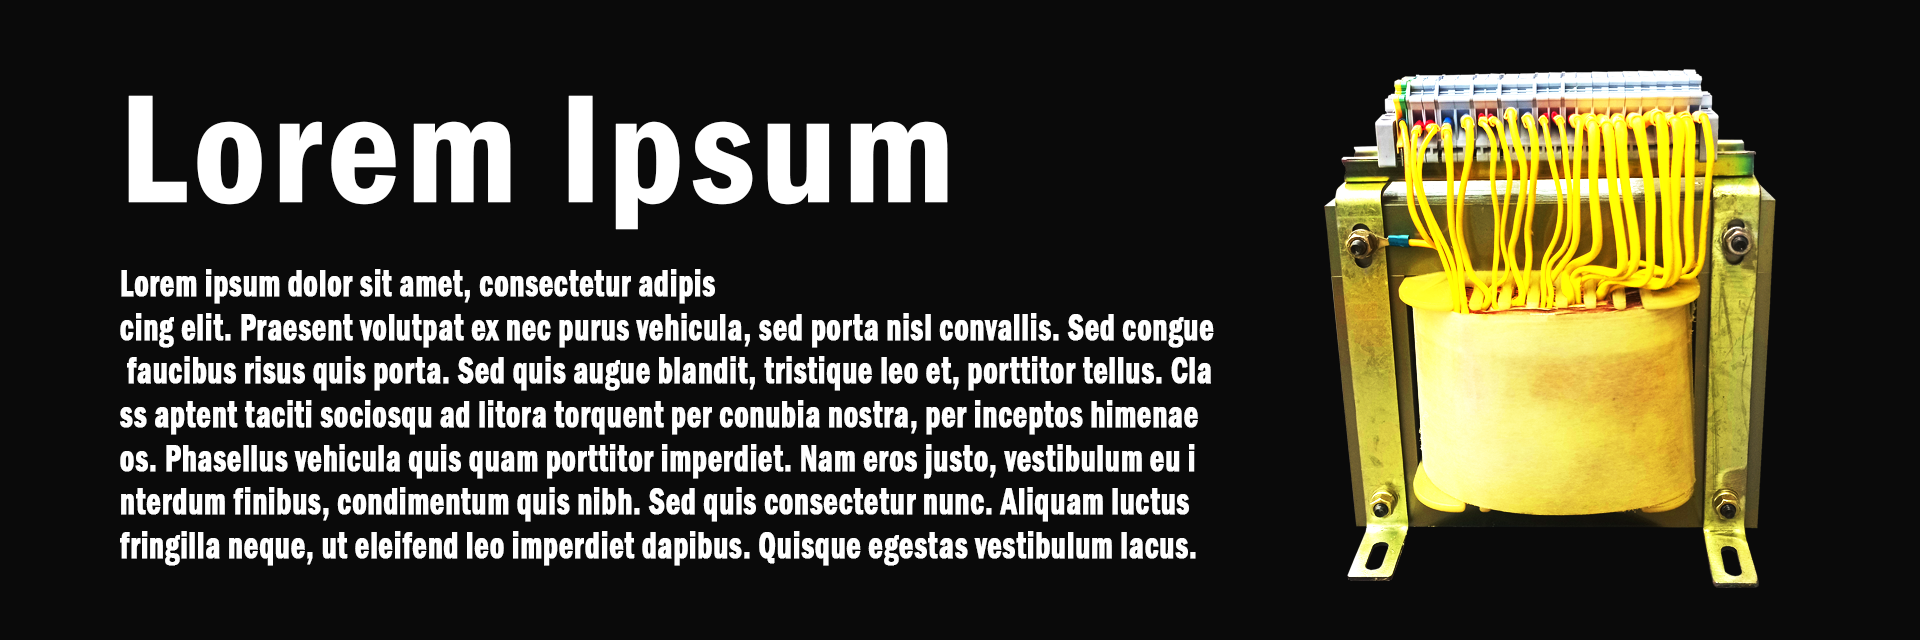 Lorem Ipsum
Lorem ipsum dolor sit amet, consectetur adipis
cing elit. Praesent volutpat ex nec purus vehicula, sed porta nisl convallis. Sed congue
faucibus risus quis porta. Sed quis augue blandit, tristique leo et, porttitor tellus. Cla
ss aptent taciti sociosqu ad litora torquent per conubia nostra, per inceptos himenae
os. Phasellus vehicula quis quam porttitor imperdiet. Nam eros justo, vestibulum eu i
nterdum finibus, condimentum quis nibh. Sed quis consectetur nunc. Aliquam luctus
fringilla neque, ut eleifend leo imperdiet dapibus. Quisque egestas vestibulum lacus.